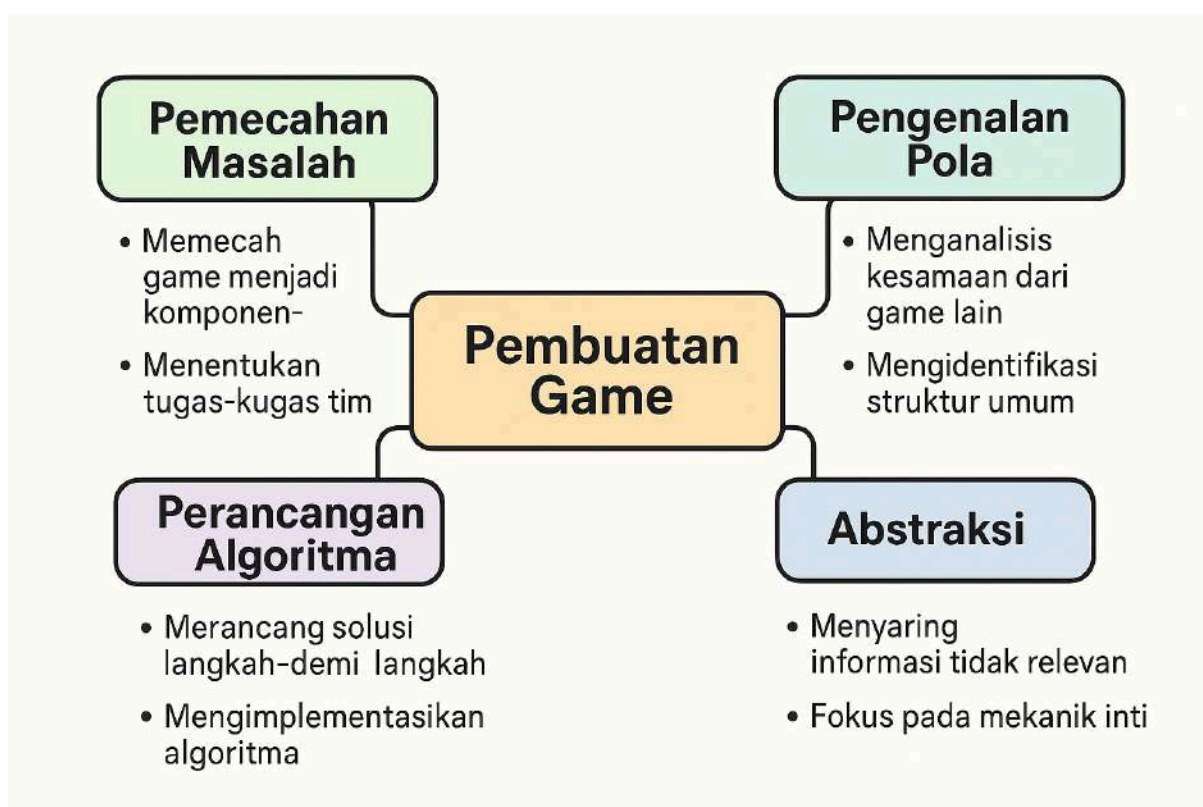 Pemecahan
Masalah
• Memecah
game menjadi
komponen-
• Menentukan
tugas-kugas tim
Pengenalan
Pola
• Menganalisis
kesamaan dari
game lain
• Mengidentifikasi
struktur umum
Pembuatan
Game
Perancangan
Algoritma
• Merancang solusi
langkah-demi langkah
• Mengimplementasikan
algoritma
Abstraksi
• Menyaring
informasi tidak relevan
• Fokus pada mekanik inti